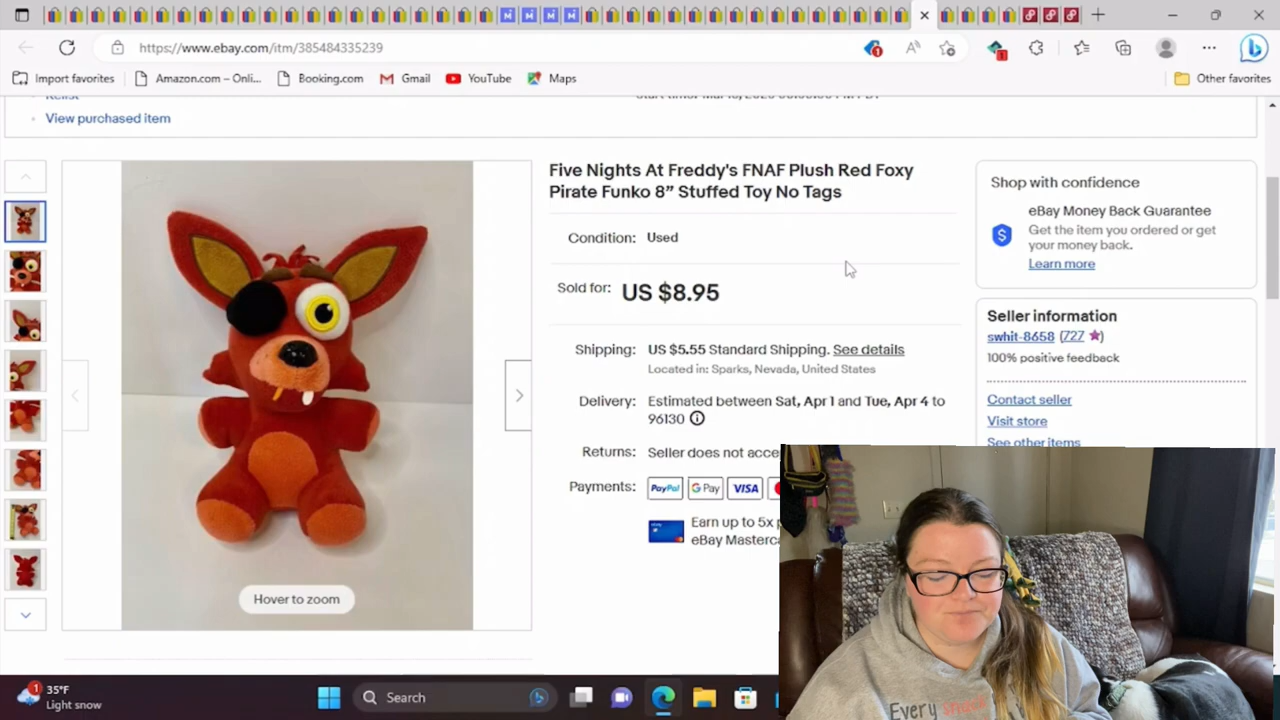 https://www.ebay.com/itm/385484335239
1
1
Import favorites
Amazon.com – Onli...
Booking.com
Gmail
YouTube
Maps
Other favorites
View purchased item
Five Nights At Freddy's FNAF Plush Red Foxy
Pirate Funko 8” Stuffed Toy No Tags
Condition: Used
Sold for: US $8.95
Shipping: US $5.55 Standard Shipping. See details
Located in: Sparks, Nevada, United States
Delivery: Estimated between Sat, Apr 1 and Tue, Apr 4 to
96130
Returns: Seller does not acce
Payments: PayPal G Pay VISA
Earn up to 5x p
eBay Masterca
Hover to zoom
Shop with confidence
eBay Money Back Guarantee
Get the item you ordered or get
your money back.
Learn more
Seller information
swhit-8658 (727)
100% positive feedback
Contact seller
Visit store
See other items
Every snack
1
35°F
Light snow
Search